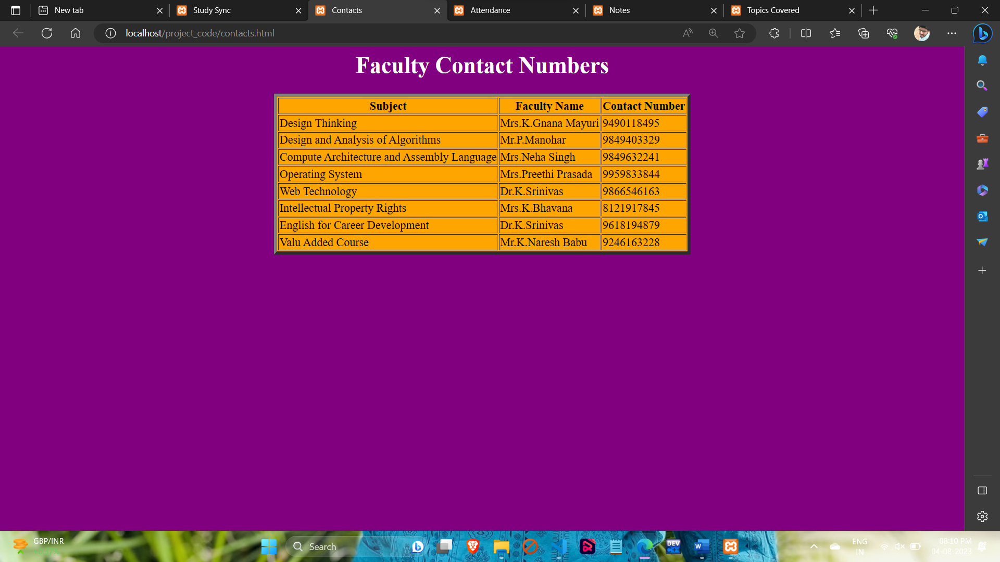 New tab
Study Sync
Contacts
Attendance
Notes
Topics Covered
localhost/project_code/contacts.html
Faculty Contact Numbers
Subject Faculty Name Contact Number
Design Thinking Mrs.K.Gnana Mayuri 9490118495
Design and Analysis of Algorithms Mr.P.Manohar 9849403329
Compute Architecture and Assembly Language Mrs.Neha Singh 9849632241
Operating System Mrs.Preethi Prasada 9959833844
Web Technology Dr.K.Srinivas 9866546163
Intellectual Property Rights Mrs.K.Bhavana 8121917845
English for Career Development Dr.K.Srinivas 9618194879
Valu Added Course Mr.K.Naresh Babu 9246163228
GBP/INR
Search
DEV
C++
W
ENG
IN
08:10 PM
04-08-2023